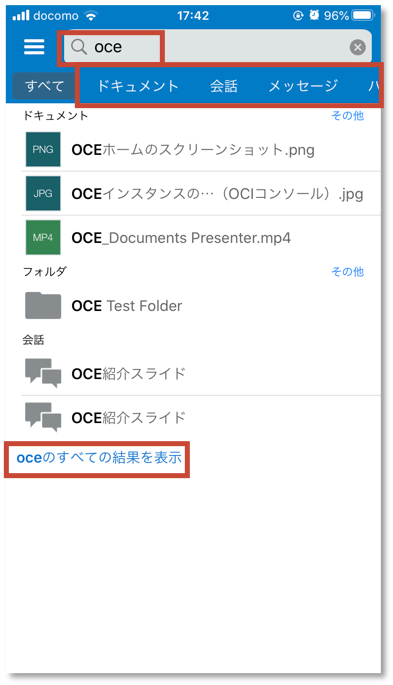 docomo 17:42 96%
oce
すべて ドキュメント 会話 メッセージ
ドキュメント その他
PNG OCEホームのスクリーンショット.png
JPG OCEインスタンスの…（OCIコンソール）.jpg
MP4 OCE_Documents Presenter.mp4
フォルダ その他
OCE Test Folder
会話
OCE紹介スライド
OCE紹介スライド
oceのすべての結果を表示